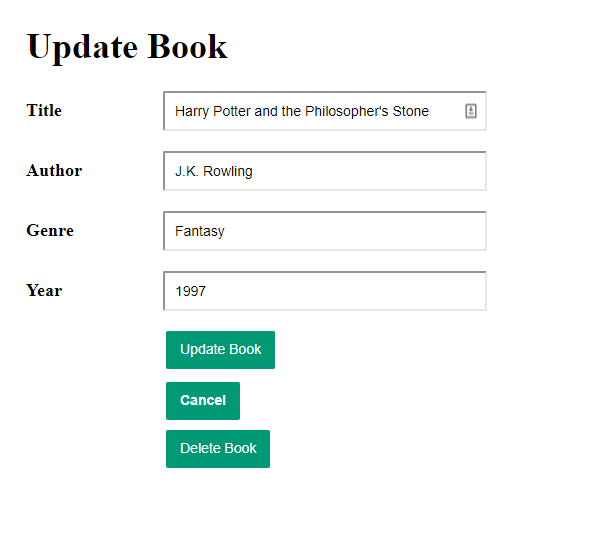 Update Book
Title Harry Potter and the Philosopher's Stone
Author J.K. Rowling
Genre Fantasy
Year 1997
Update Book
Cancel
Delete Book